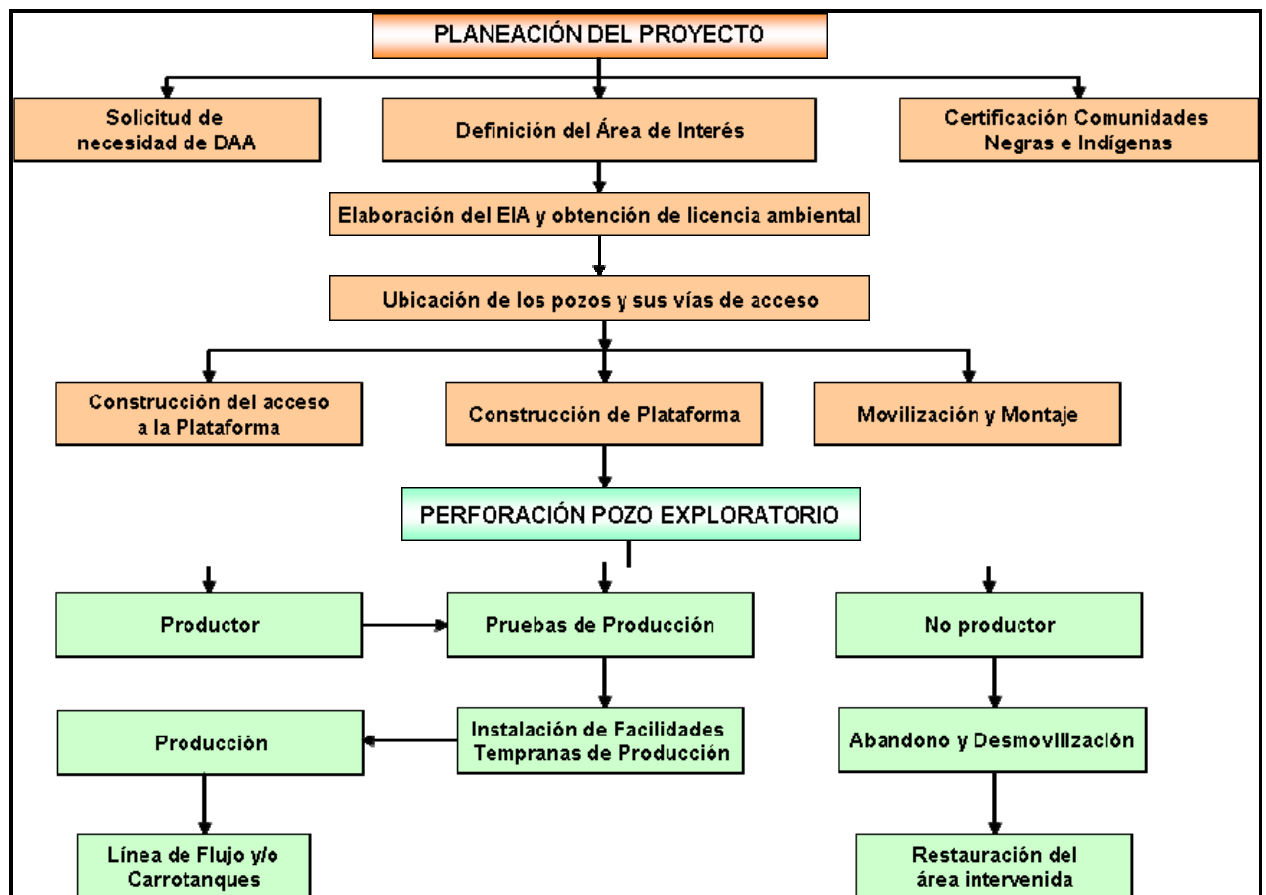 PLANEACIÓN DEL PROYECTO
Solicitud de
necesidad de DAA
Definición del Área de Interés
Certificación Comunidades
Negras e Indígenas
Elaboración del EIA y obtención de licencia ambiental
Ubicación de los pozos y sus vías de acceso
Construcción del acceso
a la Plataforma
Construcción de Plataforma
Movilización y Montaje
PERFORACIÓN POZO EXPLORATORIO
Productor
Pruebas de Producción
No productor
Producción
Instalación de Facilidades
Tempranas de Producción
Abandono y Desmovilización
Línea de Flujo y/o
Carrotanques
Restauración del
área intervenida